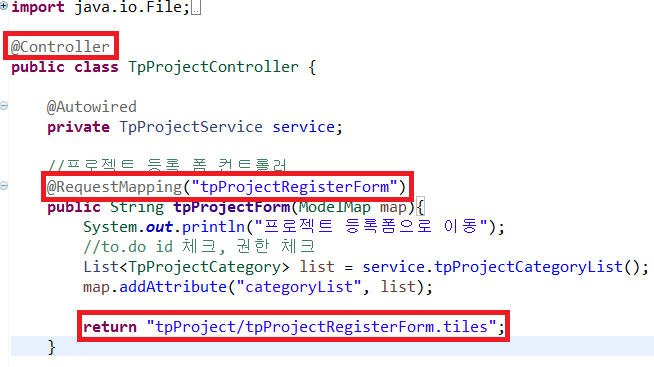 import java.io.File;
@Controller
public class TpProjectController {
@Autowired
private TpProjectService service;
//프로젝트 등록 폼 컨트롤러
@RequestMapping("tpProjectRegisterForm")
public String tpProjectForm(ModelMap map){
System.out.println("프로젝트 등록폼으로 이동");
//to.do id 체크, 권한 체크
List<TpProjectCategory> list = service.tpProjectCategoryList();
map.addAttribute("categoryList", list);
return "tpProject/tpProjectRegisterForm.tiles";
}